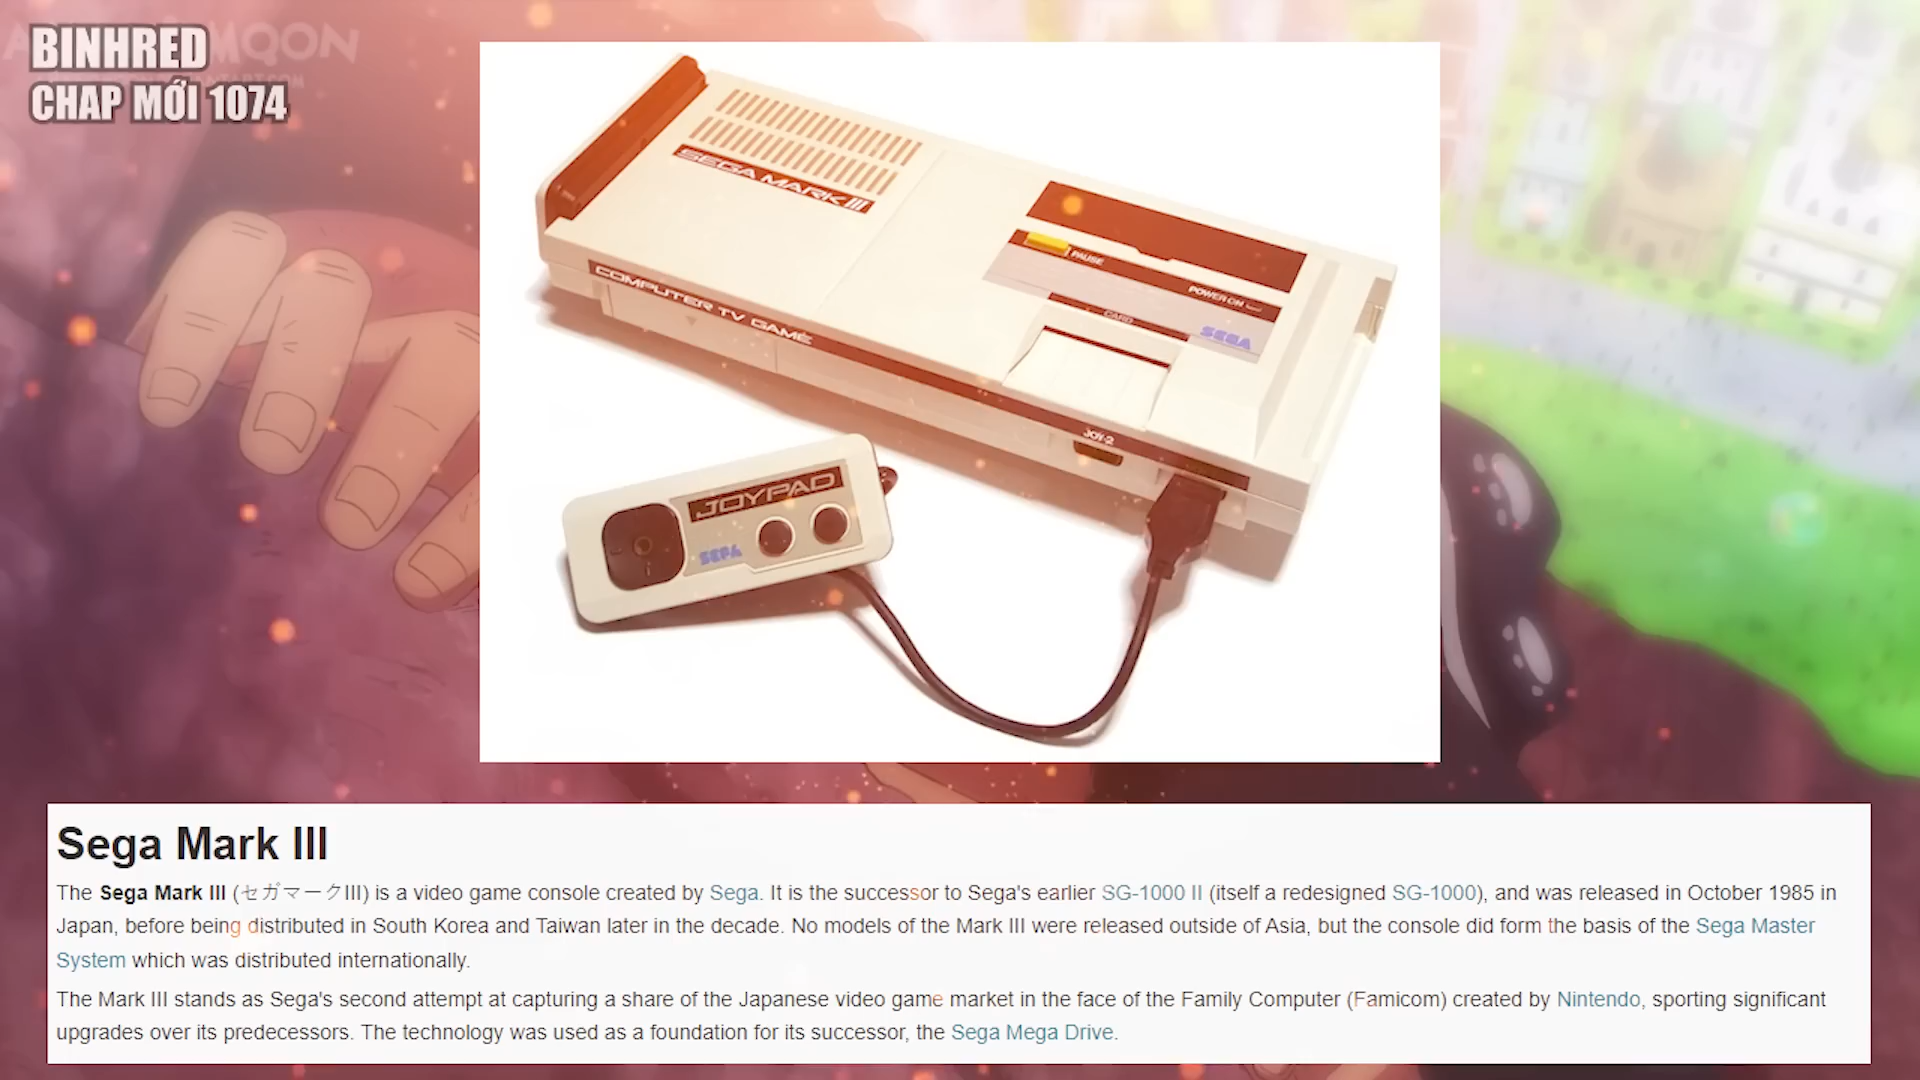 BINHRED
MOON
CHAP MỚI 1074
SEGA MARK III
PAUSE
POWER ON
CARD
SEGA
COMPUTER TV GAME
JOY-2
JOYPAD
SEGA
Sega Mark III
The Sega Mark III (セガマークIII) is a video game console created by Sega. It is the successor to Sega's earlier SG-1000 II (itself a redesigned SG-1000), and was released in October 1985 in
Japan, before being distributed in South Korea and Taiwan later in the decade. No models of the Mark III were released outside of Asia, but the console did form the basis of the Sega Master
System which was distributed internationally.
The Mark III stands as Sega's second attempt at capturing a share of the Japanese video game market in the face of the Family Computer (Famicom) created by Nintendo, sporting significant
upgrades over its predecessors. The technology was used as a foundation for its successor, the Sega Mega Drive.